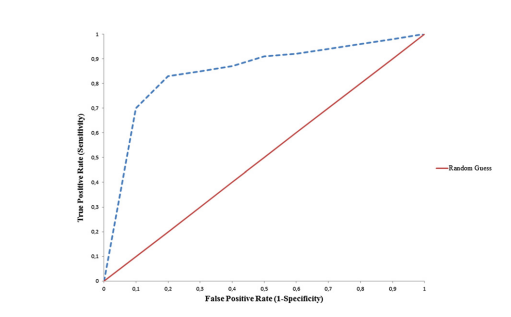 1
0,9
0,8
0,7
0,6
0,5
0,4
0,3
0,2
0,1
0
True Positive Rate (Sensitivity)
0 0,1 0,2 0,3 0,4 0,5 0,6 0,7 0,8 0,9 1
False Positive Rate (1-Specificity)
Random Guess